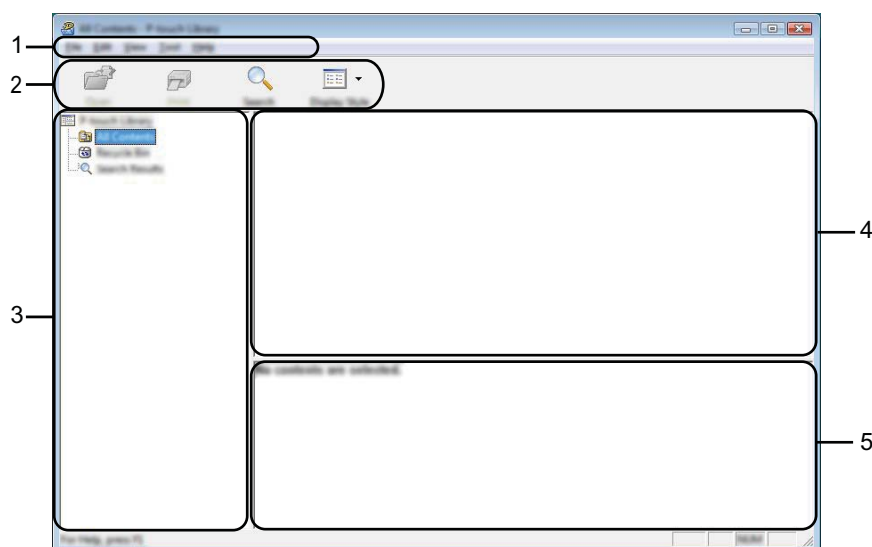 All Contents - P-touch Library
1
File Edit View Tool Help
2
Open Print Search Display Style
P-touch Library
All Contents
Recycle Bin
Search Results
3
4
No contents are selected.
5
For Help, press F1
NUM